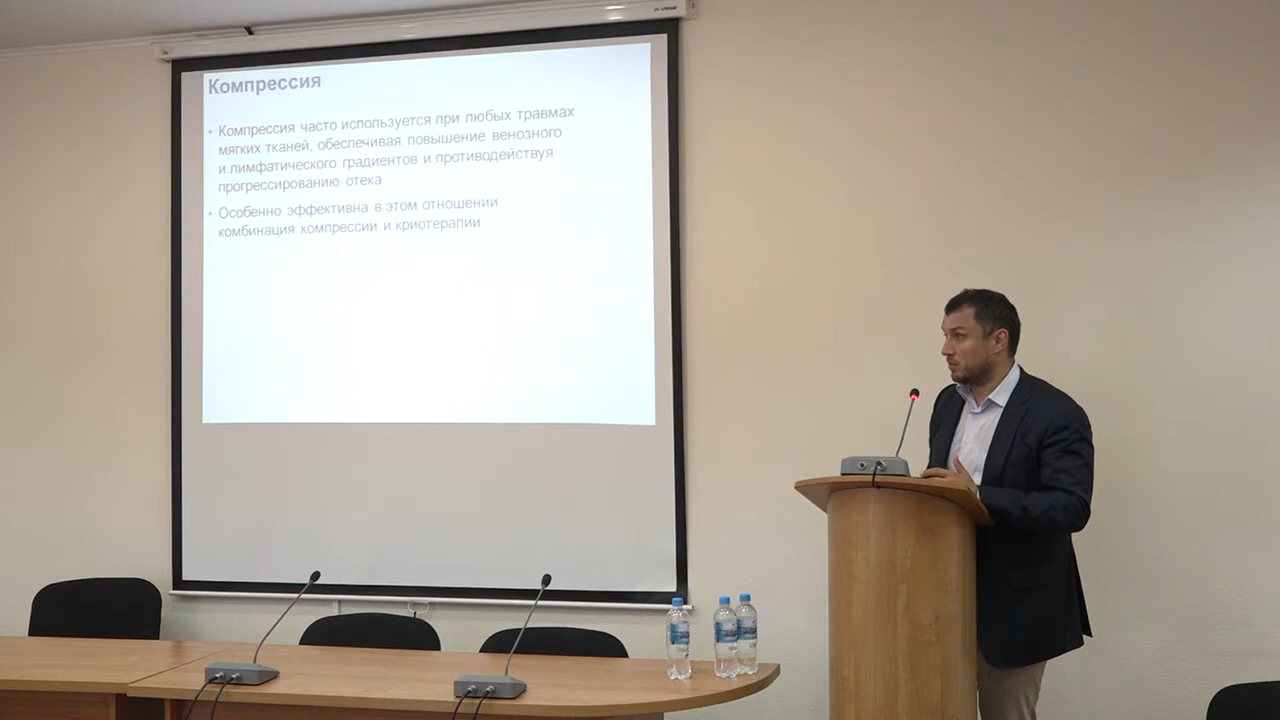 Компрессия
• Компрессия часто используется при любых травмах
мягких тканей, обеспечивая повышение венозного
и лимфатического градиентов и противодействуя
прогрессированию отека
• Особенно эффективна в этом отношении
комбинация компрессии и криотерапии